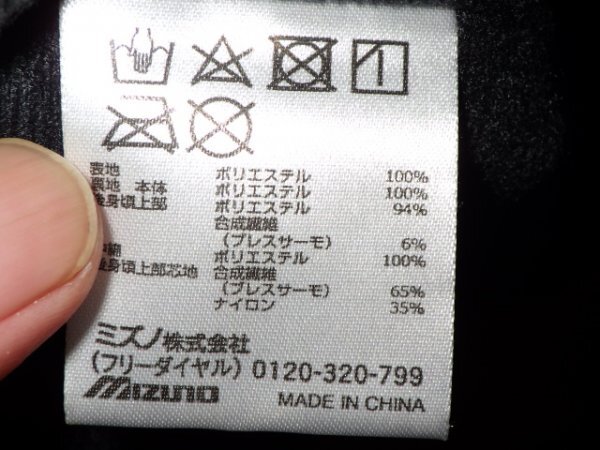 表地 ポリエステル 100%
裏地 本体 ポリエステル 100%
後身頃上部 ポリエステル 94%
合成繊維
(ブレスサーモ) 6%
中綿 ポリエステル 100%
後身頃上部芯地 合成繊維
(ブレスサーモ) 65%
ナイロン 35%
ミズノ株式会社
(フリーダイヤル) 0120-320-799
mizuno MADE IN CHINA